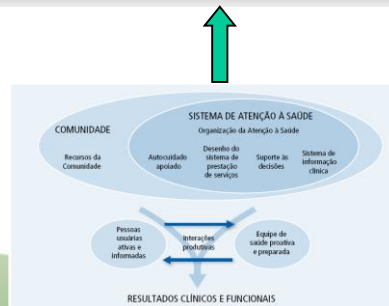 SISTEMA DE ATENÇÃO À SAÚDE
COMUNIDADE
Organização da Atenção à Saúde
Recursos da
Comunidade
Autocuidado
apoiado
Desenho do
sistema de
prestação
de serviços
Suporte às
decisões
Sistema de
informação
clínica
Pessoas
usuárias
ativas e
informadas
Interações
produtivas
Equipe de
saúde proativa
e preparada
RESULTADOS CLÍNICOS E FUNCIONAIS